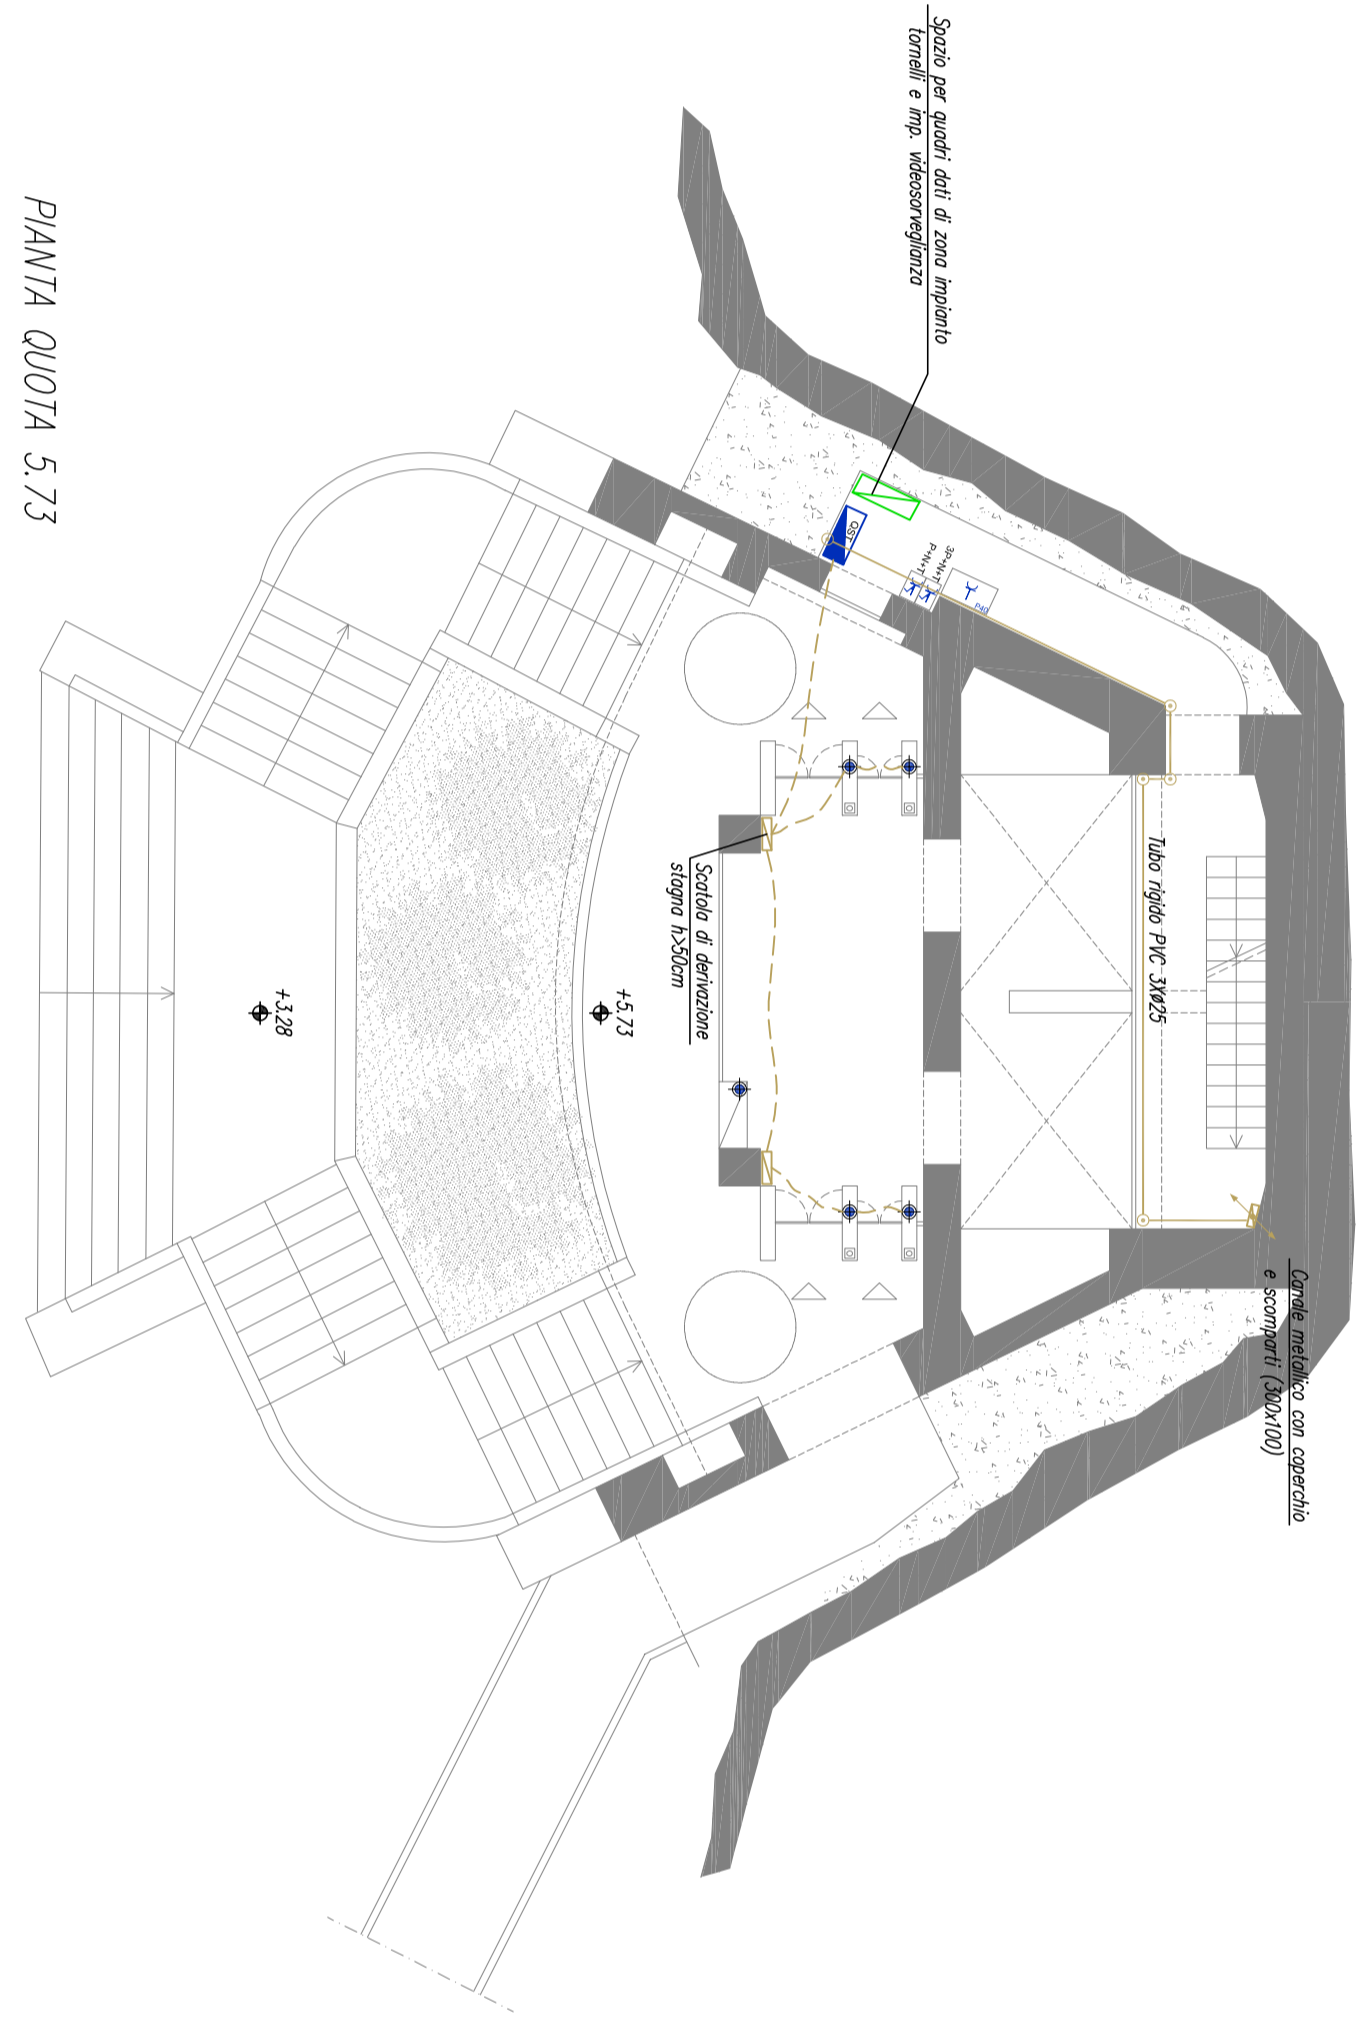 Spazio per quadri dati di zona impianto
tornelli e imp. videosorveglianza
QST
3P+N+T
P+N+T
P40
Tubo rigido PVC 3Xø25
Scatola di derivazione
stagna h>50cm
+5.73
+3.28
Canale metallico con coperchio
e scomparti (300x100)
PIANTA QUOTA 5.73